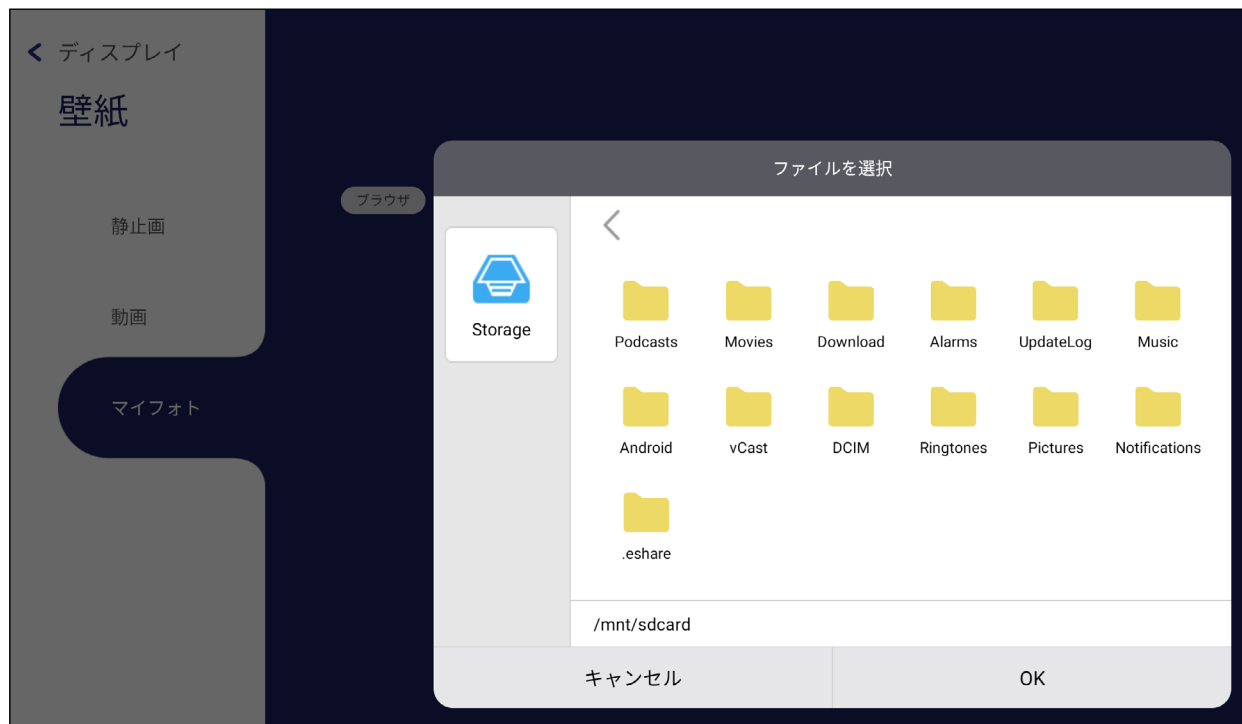 ディスプレイ
壁紙
静止画
動画
マイフォト
ブラウザ
ファイルを選択
Storage
Podcasts Movies Download Alarms UpdateLog Music
Android vCast DCIM Ringtones Pictures Notifications
.eshare
/mnt/sdcard
キャンセル OK